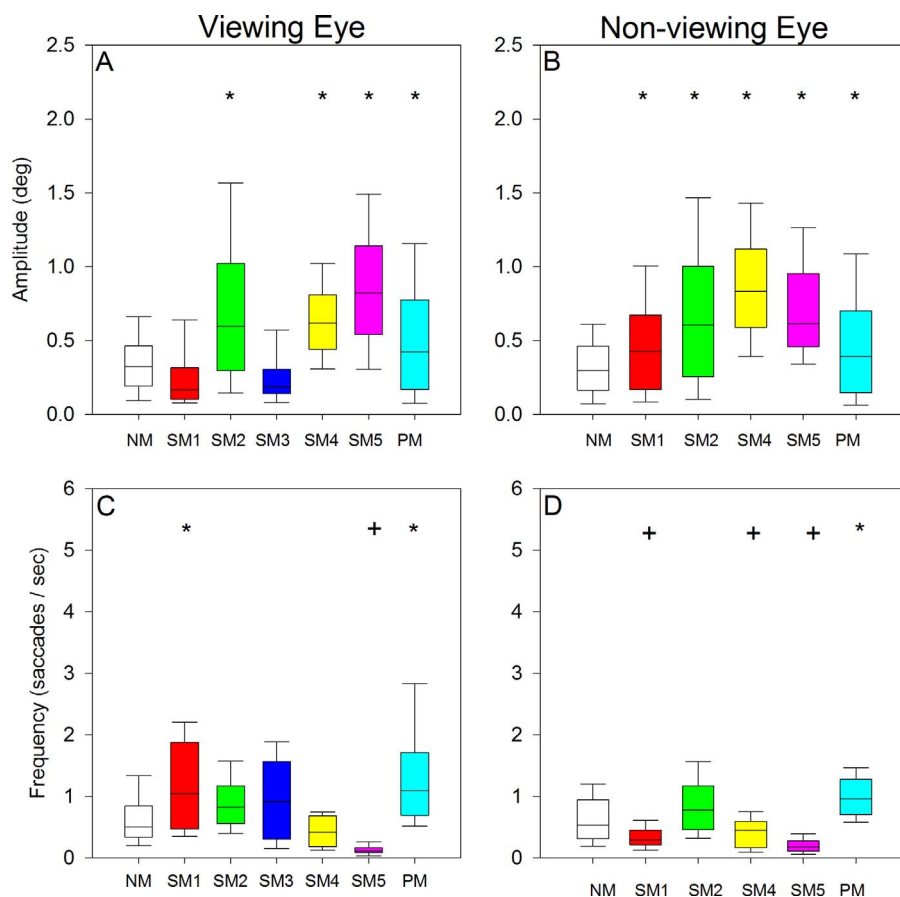 Viewing Eye Non-viewing Eye
A
B
Amplitude (deg)
2.5
2.0
1.5
1.0
0.5
0.0
* * * *
NM SM1 SM2 SM3 SM4 SM5 PM
2.5
2.0
1.5
1.0
0.5
0.0
* * * * *
NM SM1 SM2 SM4 SM5 PM
C
D
Frequency (saccades / sec)
6
5
4
3
2
1
0
* + *
NM SM1 SM2 SM3 SM4 SM5 PM
6
5
4
3
2
1
0
+ + + *
NM SM1 SM2 SM4 SM5 PM